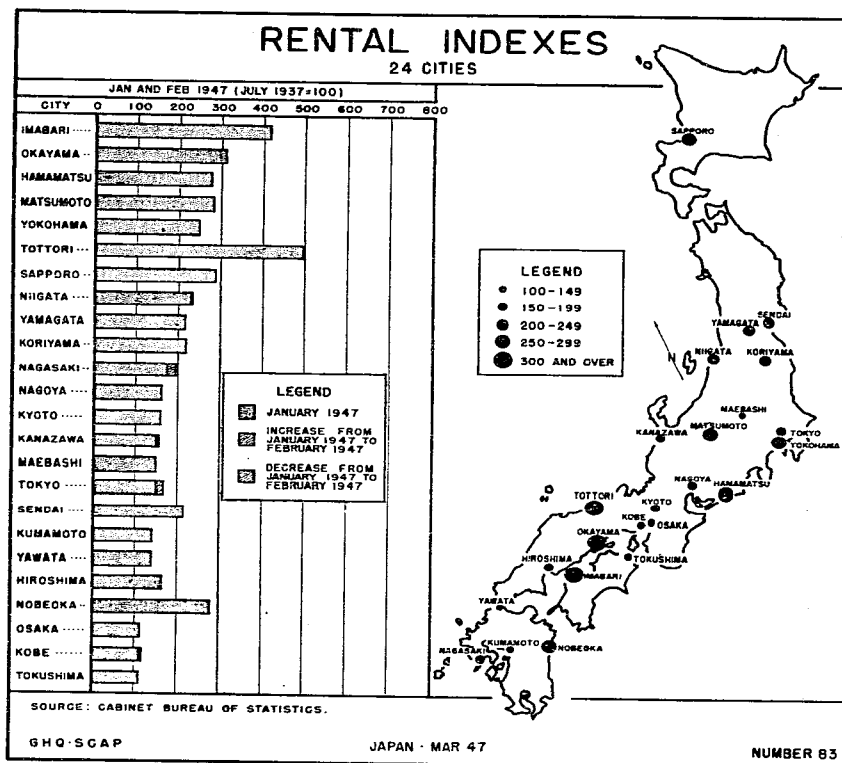 RENTAL INDEXES
24 CITIES
JAN AND FEB 1947 (JULY 1937=100)
CITY 0 100 200 300 400 500 600 700 800
IMABARI
OKAYAMA
HAMAMATSU
MATSUMOTO
YOKOHAMA
TOTTORI
SAPPORO
NIIGATA
YAMAGATA
KORIYAMA
NAGASAKI
NAGOYA
KYOTO
KANAZAWA
MAEBASHI
TOKYO
SENDAI
KUMAMOTO
YAWATA
HIROSHIMA
NOBEOKA
OSAKA
KOBE
TOKUSHIMA
LEGEND
JANUARY 1947
INCREASE FROM
JANUARY 1947 TO
FEBRUARY 1947
DECREASE FROM
JANUARY 1947 TO
FEBRUARY 1947
LEGEND
100-149
150-199
200-249
250-299
300 AND OVER
N
SAPPORO
SENDAI
YAMAGATA
NIIGATA
KORIYAMA
MAEBASHI
KANAZAWA
MATSUMOTO
TOKYO
YOKOHAMA
NAGOYA
HAMAMATSU
TOTTORI
KYOTO
KOBE
OSAKA
OKAYAMA
HIROSHIMA
TOKUSHIMA
IMABARI
YAWATA
KUMAMOTO
NAGASAKI
NOBEOKA
SOURCE: CABINET BUREAU OF STATISTICS.
GHQ-SCAP
JAPAN - MAR 47
NUMBER 83